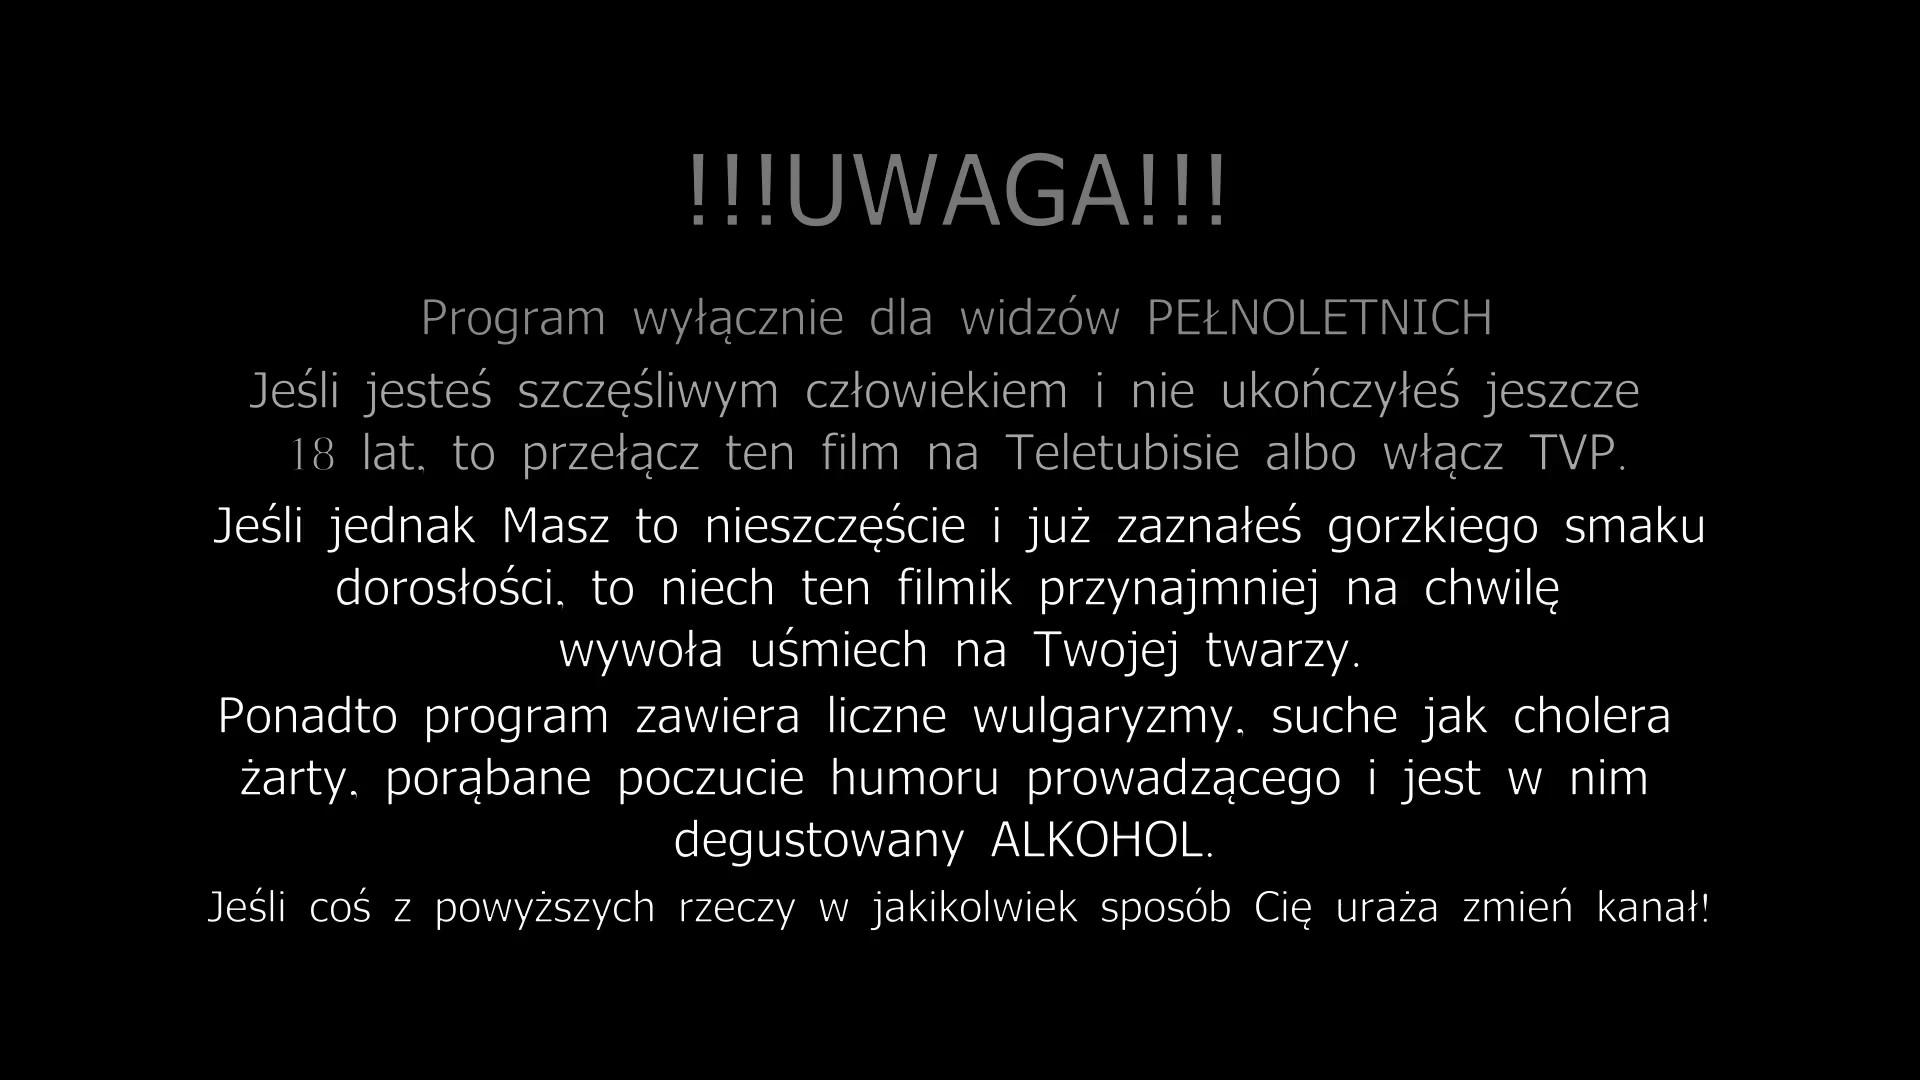 !!!UWAGA!!!
Program wyłącznie dla widzów PEŁNOLETNICH
Jeśli jesteś szczęśliwym człowiekiem i nie ukończyłeś jeszcze
18 lat, to przełącz ten film na Teletubisie albo włącz TVP.
Jeśli jednak Masz to nieszczęście i już zaznałeś gorzkiego smaku
dorosłości, to niech ten filmik przynajmniej na chwilę
wywoła uśmiech na Twojej twarzy.
Ponadto program zawiera liczne wulgaryzmy, suche jak cholera
żarty, porąbane poczucie humoru prowadzącego i jest w nim
degustowany ALKOHOL.
Jeśli coś z powyższych rzeczy w jakikolwiek sposób Cię uraża zmień kanał!